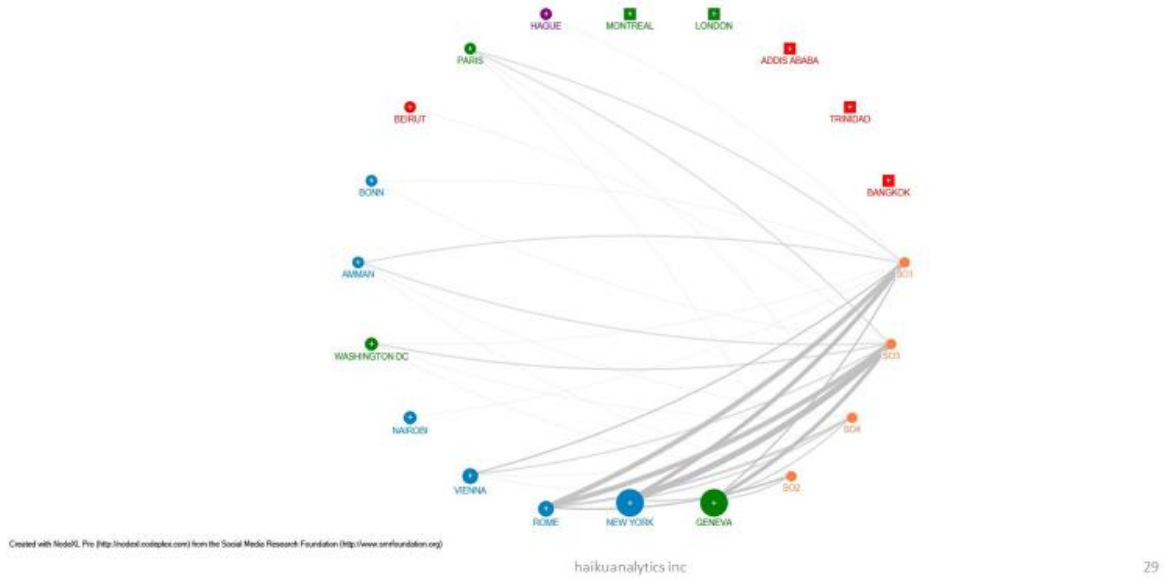 HAGUE
MONTREAL
LONDON
PARIS
ADDIS ABABA
BEIRUT
TRINIDAD
BONN
BANGKOK
AMMAN
SO1
WASHINGTON DC
SO3
NAIROBI
SO4
VIENNA
SO2
ROME
NEW YORK
GENEVA
Created with NodeXL Pro (http://nodexl.codeplex.com) from the Social Media Research Foundation (http://www.smrfoundation.org)
haikuanalytics inc
29